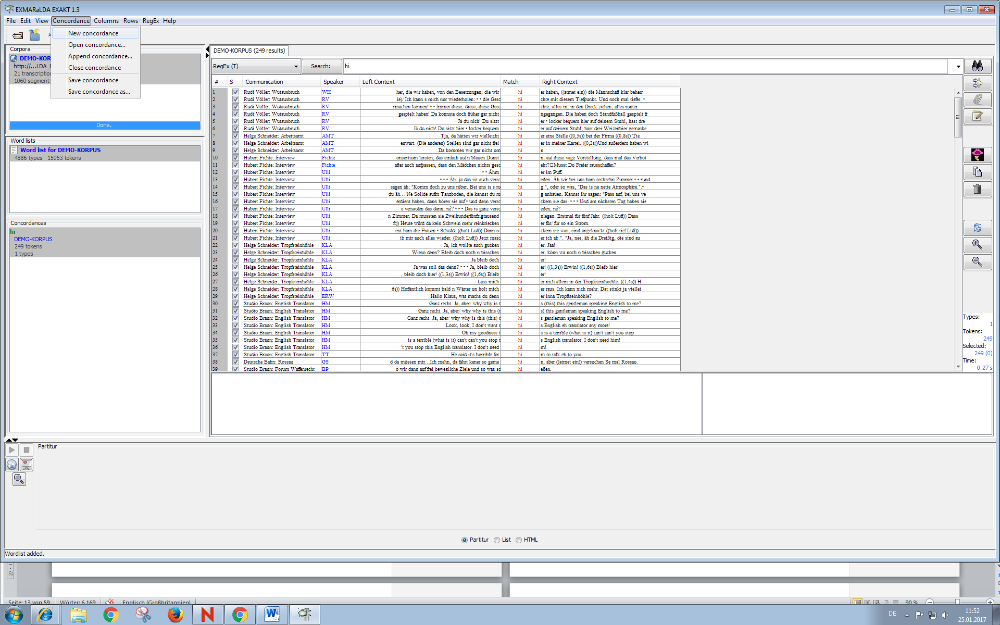 EXMARaLDA EXAKT 1.3
File Edit View Concordance Columns Rows RegEx Help
New concordance
Open concordance...
Append concordance...
Close concordance
Save concordance
Save concordance as...
Corpora
DEMO-KOR
http://...LDA_
21 transcription
1060 segment
Done.
Word lists
Word list for DEMO-KORPUS
4886 types 15953 tokens
Concordances
hi
DEMO-KORPUS
249 tokens
1 types
DEMO-KORPUS (249 results)
RegEx (T) Search: hi
# S Communication Speaker Left Context Match Right Context
1 Rudi Völler: Wutausbruch WH her, die wir haben, von den Besetzungen, die wir hi er haben, ((atmet ein)) die Mannschaft klar beherr
2 Rudi Völler: Wutausbruch RV ie)/ Ich kann s mich nur wiederholen: • • die Gesc hi chte mit diesem Tiefpunkt. Und noch mal tiefer. •
3 Rudi Völler: Wutausbruch RV rmachen können! • • Immer diese, diese, diese Gesc hi chte, alles in, in den Dreck ziehen, alles runter
4 Rudi Völler: Wutausbruch RV gespielt haben! Da konnste doch früher gar nicht hi ngegangen. Die haben doch Standfußball gespielt fr
5 Rudi Völler: Wutausbruch RV Jà du nich! Du sitzt hi er • locker bequem hier auf deinem Stuhl, hast dre
6 Rudi Völler: Wutausbruch RV Jà du nich! Du sitzt hier • locker bequem hi er auf deinem Stuhl, hast drei Weizenbier getrunke
7 Helge Schneider: Arbeitsamt AMT Tja, da hätten wir vielleicht hi er eine Stelle ((0,5s)) bei der Firma ((0,8s)) Tie
8 Helge Schneider: Arbeitsamt AMT enwart. (Die anderen) Stellen sind gar nicht frei hi er in meiner Kartei. ((0,3s))Und außerdem haben wi
9 Helge Schneider: Arbeitsamt AMT Da kommen wir gar nicht um hi n.
10 Hubert Fichte: Interview Fichte onsortium leisten, das einfach auf n blauen Dunst hi n, auf diese vage Vorstellung, dass mal das Verbot
11 Hubert Fichte: Interview Fichte after auch aufpassen, dass den Mädchen nichts gesc hi eht?▯Musst Du Freier rausschaffen?
12 Hubert Fichte: Interview Ulli • • Ähm hi er im Puff.
13 Hubert Fichte: Interview Ulli • • • Äh, ja das ist auch versc hi eden. Äh wir bei uns ham sechzehn Zimmer • • •und
14 Hubert Fichte: Interview Ulli sagen äh: "Komm doch zu uns rüber. Bei uns is s ru hi g.", oder so was, "Das is ne nette Atmosphäre.".•
15 Hubert Fichte: Interview Ulli du äh... Ne Solide aufm Tanzboden, die kannst du ru hi g anhauen. Kannst ihr sagen: "Pass auf, bei uns ve
16 Hubert Fichte: Interview Ulli erdient haben, dann hören sie auf • und dann versc hi ckern sie das. • • • Und am nächsten Tag haben sie
17 Hubert Fichte: Interview Ulli e versaufen das dann, né? • • • Das is ganz versc hi eden, né?
18 Hubert Fichte: Interview Ulli n Zimmer. Da mussten sie Zweihunderfünfzigtausend hi nlegen. Erstmal für fünf Jahr. ((holt Luft)) Dass
19 Hubert Fichte: Interview Ulli ft)) Heute würd da kein Schwein mehr reinkriechen hi er für/ für so ein Strom.
20 Hubert Fichte: Interview Ulli ent ham die Frauen • Schuld. ((holt Luft)) Dann sc hi ckern sie was, sind angeknackt ((holt tief Luft))
21 Hubert Fichte: Interview Ulli ib mir auch alles wieder. ((holt Luft)) Jetzt masc hi er ich ab.". "Ja, nee, äh die Dreißig, die sind au
22 Helge Schneider: Tropfsteinhöhle KLA Ja, ich wollte auch gucken hi er. Jaa!
23 Helge Schneider: Tropfsteinhöhle KLA Wieso denn? Bleib doch noch n bisschen hi er, könn wa noch n bisschen gucken.
24 Helge Schneider: Tropfsteinhöhle KLA Ja bleib doch hi er!
25 Helge Schneider: Tropfsteinhöhle KLA Ja was soll das denn? • • • Ja, bleib doch hi er! ((1,3s)) Erwin! ((1,6s)) Bleib hier!
26 Helge Schneider: Tropfsteinhöhle KLA , bleib doch hier! ((1,3s)) Erwin! ((1,6s)) Bleib hi er!
27 Helge Schneider: Tropfsteinhöhle KLA Lass mich hi er nich allein in der Tropfsteinhoehle. ((1,4s)) H
28 Helge Schneider: Tropfsteinhöhle KLA 6s)) Hoffentlich kommt bald n Wärter un holt mich hi er raus. Ich kann nich mehr. Dat stinkt ja viellei
29 Helge Schneider: Tropfsteinhöhle ERW Hallo Klaus, wat machs du denn hi er inna Tropfsteinhöhle?
30 Studio Braun: English Translator HM Ganz recht. Ja, aber/ why why is t hi s (this) this gentleman speaking English to me?
31 Studio Braun: English Translator HM Ganz recht. Ja, aber/ why why is this (t hi s) this gentleman speaking English to me?
32 Studio Braun: English Translator HM Ganz recht. Ja, aber/ why why is this (this) t hi s gentleman speaking English to me?
33 Studio Braun: English Translator HM Look, look, I don't want t hi s English eh translator any more!
34 Studio Braun: English Translator HM Oh my goodness t hi s is a terrible (what is it) can't can't you stop
35 Studio Braun: English Translator HM is a terrible (what is it) can't can't you stop t hi s English translator. I don't need him!
36 Studio Braun: English Translator HM 't you stop this English translator. I don't need hi m!
37 Studio Braun: English Translator TT He said it's horrible for hi m to talk eh to you.
38 Deutsche Bahn: Rossau GS d da müssen mir...Ich mehn, da fährt kener so gerne hi n, aber ((atmet ein)) versuchen Se mal Rossau.
39 Studio Braun: Forum Waffenrecht BP o wir dann auf frei bewegliche Ziele und so was sc hi eßen.
Types:
1
Tokens:
249
Selected:
249 (0)
Time:
0.27 s
Partitur
Partitur List HTML
Wordlist added.
27
Seite: 13 von 59 Wörter: 6.169 Englisch (Großbritannien) 90 %
DE
11:52
25.01.2017